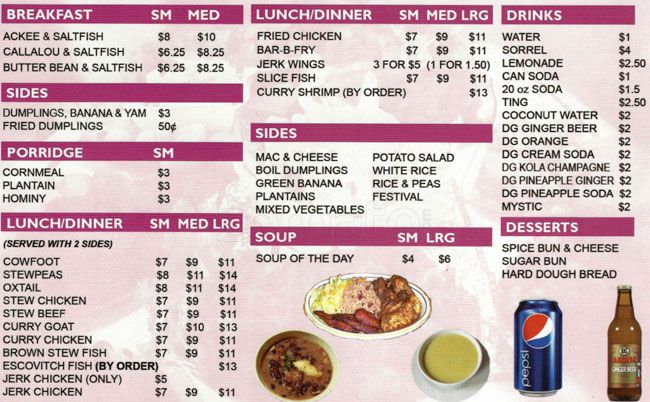 BREAKFAST SM MED
ACKEE & SALTFISH $8 $10
CALLALOU & SALTFISH $6.25 $8.25
BUTTER BEAN & SALTFISH $6.25 $8.25
SIDES
DUMPLINGS, BANANA & YAM $3
FRIED DUMPLINGS 50¢
PORRIDGE SM
CORNMEAL $3
PLANTAIN $3
HOMINY $3
LUNCH/DINNER SM MED LRG
(SERVED WITH 2 SIDES)
COWFOOT $7 $9 $11
STEWPEAS $8 $11 $14
OXTAIL $8 $11 $14
STEW CHICKEN $7 $9 $11
STEW BEEF $7 $9 $11
CURRY GOAT $7 $10 $13
CURRY CHICKEN $7 $9 $11
BROWN STEW FISH $7 $9 $11
ESCOVITCH FISH (BY ORDER) $13
JERK CHICKEN (ONLY) $5
JERK CHICKEN $7 $9 $11
LUNCH/DINNER SM MED LRG
FRIED CHICKEN $7 $9 $11
BAR-B-FRY $7 $9 $11
JERK WINGS 3 FOR $5 (1 FOR 1.50)
SLICE FISH $7 $9 $11
CURRY SHRIMP (BY ORDER) $13
SIDES
MAC & CHEESE POTATO SALAD
BOIL DUMPLINGS WHITE RICE
GREEN BANANA RICE & PEAS
PLANTAINS FESTIVAL
MIXED VEGETABLES
SOUP SM LRG
SOUP OF THE DAY $4 $6
DRINKS
WATER $1
SORREL $4
LEMONADE $2.50
CAN SODA $1
20 oz SODA $1.5
TING $2.50
COCONUT WATER $2
DG GINGER BEER $2
DG ORANGE $2
DG CREAM SODA $2
DG KOLA CHAMPAGNE $2
DG PINEAPPLE GINGER $2
DG PINEAPPLE SODA $2
MYSTIC $2
DESSERTS
SPICE BUN & CHEESE
SUGAR BUN
HARD DOUGH BREAD
pepsi
GINGER BEER